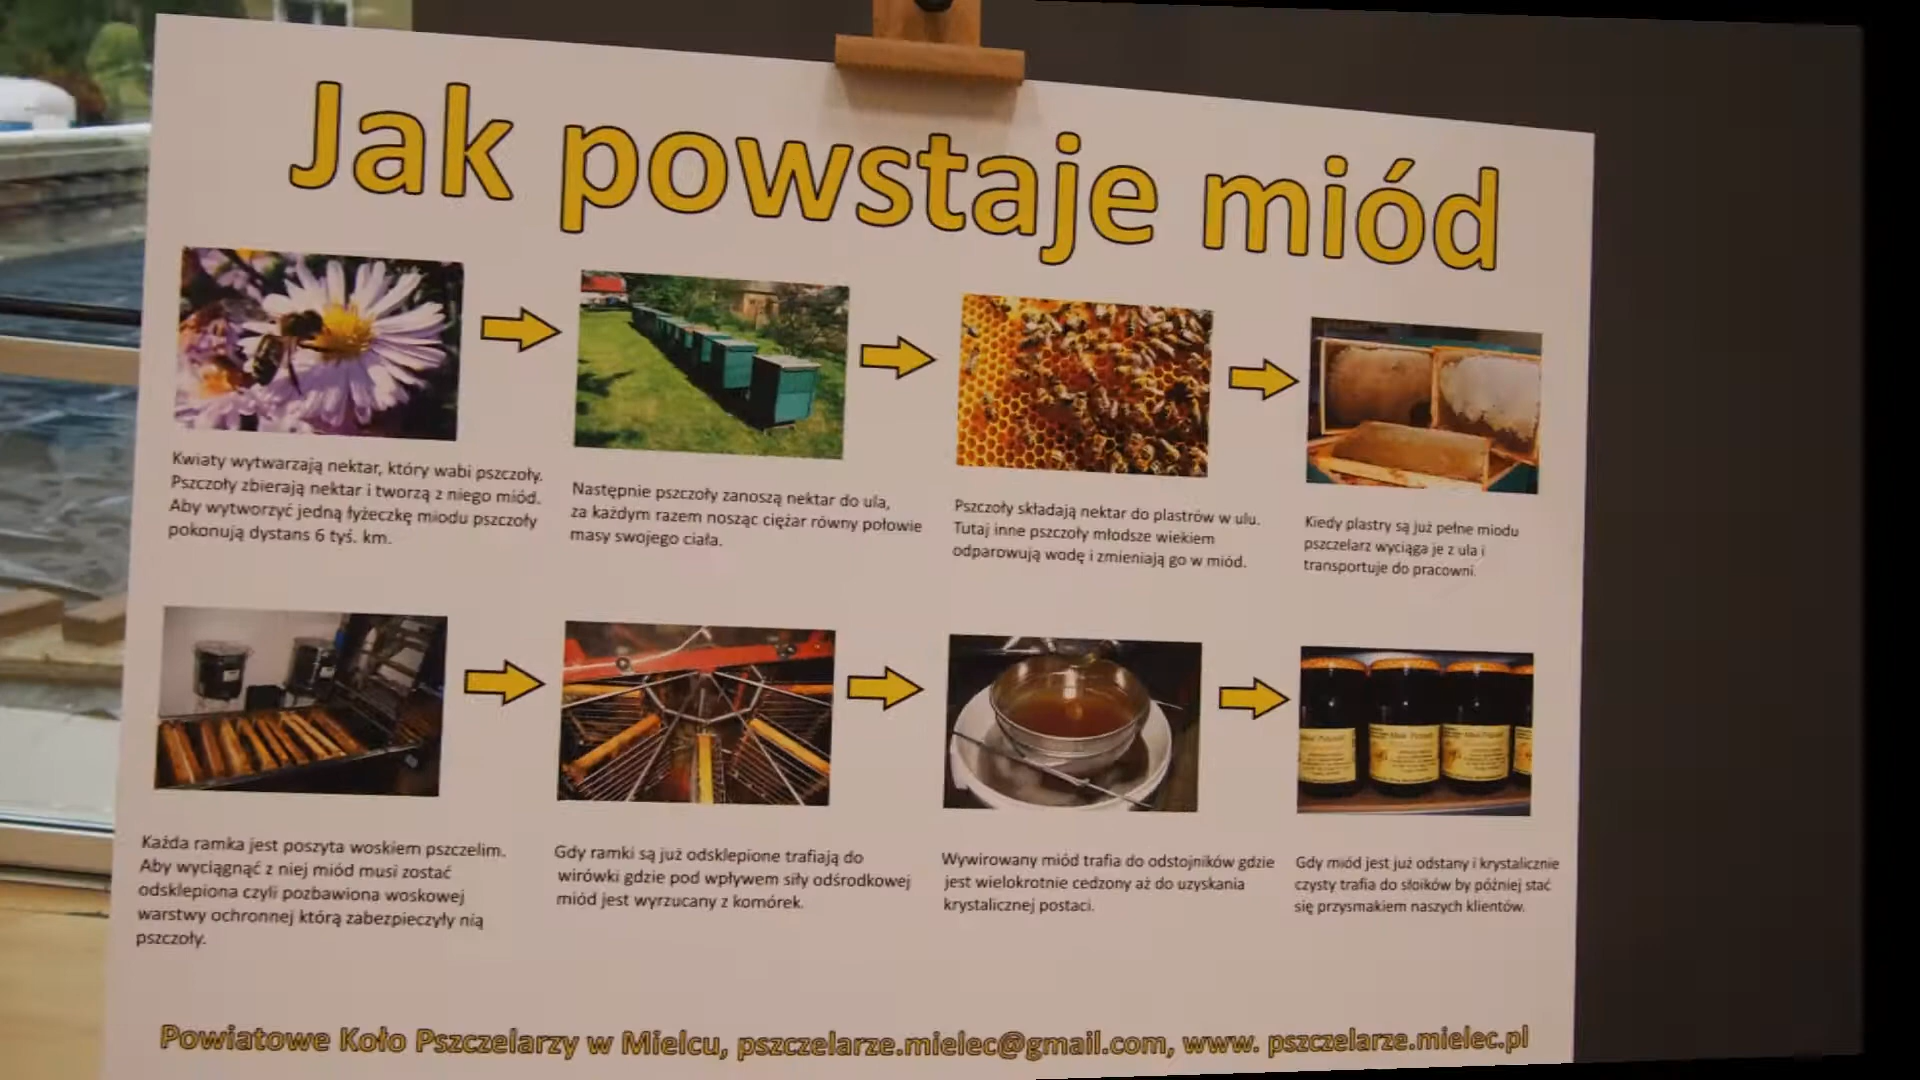 Jak powstaje miód
Kwiaty wytwarzają nektar, który wabi pszczoły.
Pszczoły zbierają nektar i tworzą z niego miód.
Aby wytworzyć jedną łyżeczkę miodu pszczoły
pokonują dystans 6 tyś. km.
Następnie pszczoły zanoszą nektar do ula,
za każdym razem nosząc ciężar równy połowie
masy swojego ciała.
Pszczoły składają nektar do plastrów w ulu.
Tutaj inne pszczoły młodsze wiekiem
odparowują wodę i zmieniają go w miód.
Kiedy plastry są już pełne miodu
pszczelarz wyciąga je z ula i
transportuje do pracowni.
Każda ramka jest poszyta woskiem pszczelim.
Aby wyciągnąć z niej miód musi zostać
odsklepiona czyli pozbawiona woskowej
warstwy ochronnej którą zabezpieczyły nią
pszczoły.
Gdy ramki są już odsklepione trafiają do
wirówki gdzie pod wpływem siły odśrodkowej
miód jest wyrzucany z komórek.
Wywirowany miód trafia do odstojników gdzie
jest wielokrotnie cedzony aż do uzyskania
krystalicznej postaci.
Gdy miód jest już odstany i krystalicznie
czysty trafia do słoików by później stać
się przysmakiem naszych klientów.
Powiatowe Koło Pszczelarzy w Mielcu, pszczelarze.mielec@gmail.com, www. pszczelarze.mielec.pl